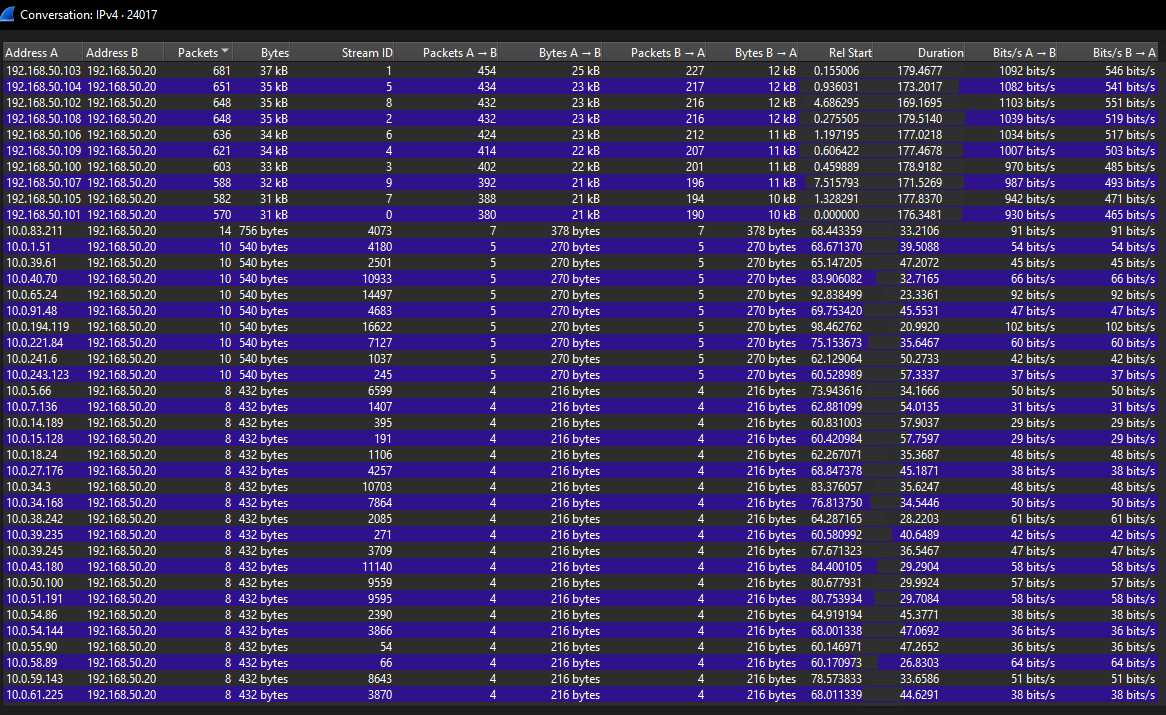 Conversation: IPv4 · 24017
Address A Address B Packets Bytes Stream ID Packets A → B Bytes A → B Packets B → A Bytes B → A Rel Start Duration Bits/s A → B Bits/s B → A
192.168.50.103 192.168.50.20 681 37 kB 1 454 25 kB 227 12 kB 0.155006 179.4677 1092 bits/s 546 bits/s
192.168.50.104 192.168.50.20 651 35 kB 5 434 23 kB 217 12 kB 0.936031 173.2017 1082 bits/s 541 bits/s
192.168.50.102 192.168.50.20 648 35 kB 8 432 23 kB 216 12 kB 4.686295 169.1695 1103 bits/s 551 bits/s
192.168.50.108 192.168.50.20 648 35 kB 2 432 23 kB 216 12 kB 0.275505 179.5140 1039 bits/s 519 bits/s
192.168.50.106 192.168.50.20 636 34 kB 6 424 23 kB 212 11 kB 1.197195 177.0218 1034 bits/s 517 bits/s
192.168.50.109 192.168.50.20 621 34 kB 4 414 22 kB 207 11 kB 0.606422 177.4678 1007 bits/s 503 bits/s
192.168.50.100 192.168.50.20 603 33 kB 3 402 22 kB 201 11 kB 0.459889 178.9182 970 bits/s 485 bits/s
192.168.50.107 192.168.50.20 588 32 kB 9 392 21 kB 196 11 kB 7.515793 171.5269 987 bits/s 493 bits/s
192.168.50.105 192.168.50.20 582 31 kB 7 388 21 kB 194 10 kB 1.328291 177.8370 942 bits/s 471 bits/s
192.168.50.101 192.168.50.20 570 31 kB 0 380 21 kB 190 10 kB 0.000000 176.3481 930 bits/s 465 bits/s
10.0.83.211 192.168.50.20 14 756 bytes 4073 7 378 bytes 7 378 bytes 68.443359 33.2106 91 bits/s 91 bits/s
10.0.1.51 192.168.50.20 10 540 bytes 4180 5 270 bytes 5 270 bytes 68.671370 39.5088 54 bits/s 54 bits/s
10.0.39.61 192.168.50.20 10 540 bytes 2501 5 270 bytes 5 270 bytes 65.147205 47.2072 45 bits/s 45 bits/s
10.0.40.70 192.168.50.20 10 540 bytes 10933 5 270 bytes 5 270 bytes 83.906082 32.7165 66 bits/s 66 bits/s
10.0.65.24 192.168.50.20 10 540 bytes 14497 5 270 bytes 5 270 bytes 92.838499 23.3361 92 bits/s 92 bits/s
10.0.91.48 192.168.50.20 10 540 bytes 4683 5 270 bytes 5 270 bytes 69.753420 45.5531 47 bits/s 47 bits/s
10.0.194.119 192.168.50.20 10 540 bytes 16622 5 270 bytes 5 270 bytes 98.462762 20.9920 102 bits/s 102 bits/s
10.0.221.84 192.168.50.20 10 540 bytes 7127 5 270 bytes 5 270 bytes 75.153673 35.6467 60 bits/s 60 bits/s
10.0.241.6 192.168.50.20 10 540 bytes 1037 5 270 bytes 5 270 bytes 62.129064 50.2733 42 bits/s 42 bits/s
10.0.243.123 192.168.50.20 10 540 bytes 245 5 270 bytes 5 270 bytes 60.528989 57.3337 37 bits/s 37 bits/s
10.0.5.66 192.168.50.20 8 432 bytes 6599 4 216 bytes 4 216 bytes 73.943616 34.1666 50 bits/s 50 bits/s
10.0.7.136 192.168.50.20 8 432 bytes 1407 4 216 bytes 4 216 bytes 62.881099 54.0135 31 bits/s 31 bits/s
10.0.14.189 192.168.50.20 8 432 bytes 395 4 216 bytes 4 216 bytes 60.831003 57.9037 29 bits/s 29 bits/s
10.0.15.128 192.168.50.20 8 432 bytes 191 4 216 bytes 4 216 bytes 60.420984 57.7597 29 bits/s 29 bits/s
10.0.18.24 192.168.50.20 8 432 bytes 1106 4 216 bytes 4 216 bytes 62.267071 35.3687 48 bits/s 48 bits/s
10.0.27.176 192.168.50.20 8 432 bytes 4257 4 216 bytes 4 216 bytes 68.847378 45.1871 38 bits/s 38 bits/s
10.0.34.3 192.168.50.20 8 432 bytes 10703 4 216 bytes 4 216 bytes 83.376057 35.6247 48 bits/s 48 bits/s
10.0.34.168 192.168.50.20 8 432 bytes 7864 4 216 bytes 4 216 bytes 76.813750 34.5446 50 bits/s 50 bits/s
10.0.38.242 192.168.50.20 8 432 bytes 2085 4 216 bytes 4 216 bytes 64.287165 28.2203 61 bits/s 61 bits/s
10.0.39.235 192.168.50.20 8 432 bytes 271 4 216 bytes 4 216 bytes 60.580992 40.6489 42 bits/s 42 bits/s
10.0.39.245 192.168.50.20 8 432 bytes 3709 4 216 bytes 4 216 bytes 67.671323 36.5467 47 bits/s 47 bits/s
10.0.43.180 192.168.50.20 8 432 bytes 11140 4 216 bytes 4 216 bytes 84.400105 29.2904 58 bits/s 58 bits/s
10.0.50.100 192.168.50.20 8 432 bytes 9559 4 216 bytes 4 216 bytes 80.677931 29.9924 57 bits/s 57 bits/s
10.0.51.191 192.168.50.20 8 432 bytes 9595 4 216 bytes 4 216 bytes 80.753934 29.7084 58 bits/s 58 bits/s
10.0.54.86 192.168.50.20 8 432 bytes 2390 4 216 bytes 4 216 bytes 64.919194 45.3771 38 bits/s 38 bits/s
10.0.54.144 192.168.50.20 8 432 bytes 3866 4 216 bytes 4 216 bytes 68.001338 47.0692 36 bits/s 36 bits/s
10.0.55.90 192.168.50.20 8 432 bytes 54 4 216 bytes 4 216 bytes 60.146971 47.2652 36 bits/s 36 bits/s
10.0.58.89 192.168.50.20 8 432 bytes 66 4 216 bytes 4 216 bytes 60.170973 26.8303 64 bits/s 64 bits/s
10.0.59.143 192.168.50.20 8 432 bytes 8643 4 216 bytes 4 216 bytes 78.573833 33.6586 51 bits/s 51 bits/s
10.0.61.225 192.168.50.20 8 432 bytes 3870 4 216 bytes 4 216 bytes 68.011339 44.6291 38 bits/s 38 bits/s